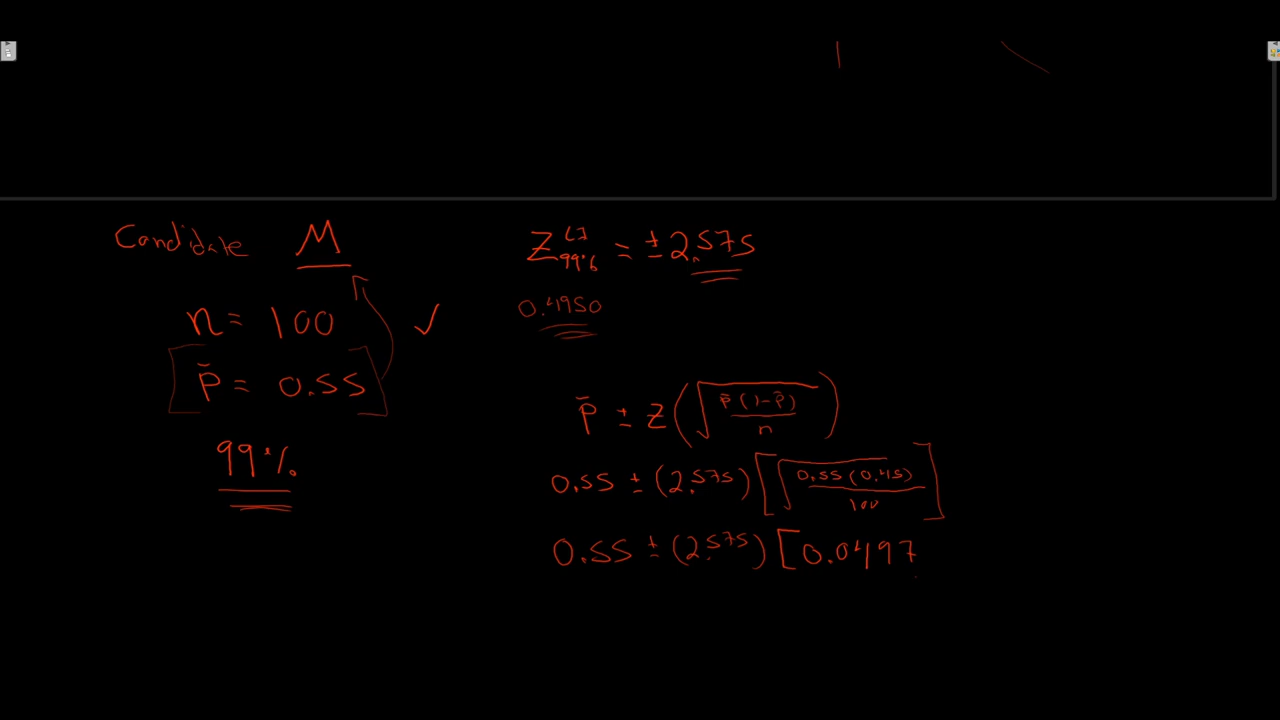 Candidate M
n = 100 ✓
p̄ = 0.55
99%
Z 99% = ± 2.575
0.4950
p̄ ± z(√(p̄(1-p̄)/n))
0.55 ± (2.575)[√(0.55(0.45)/100)]
0.55 ± (2.575)[0.0497